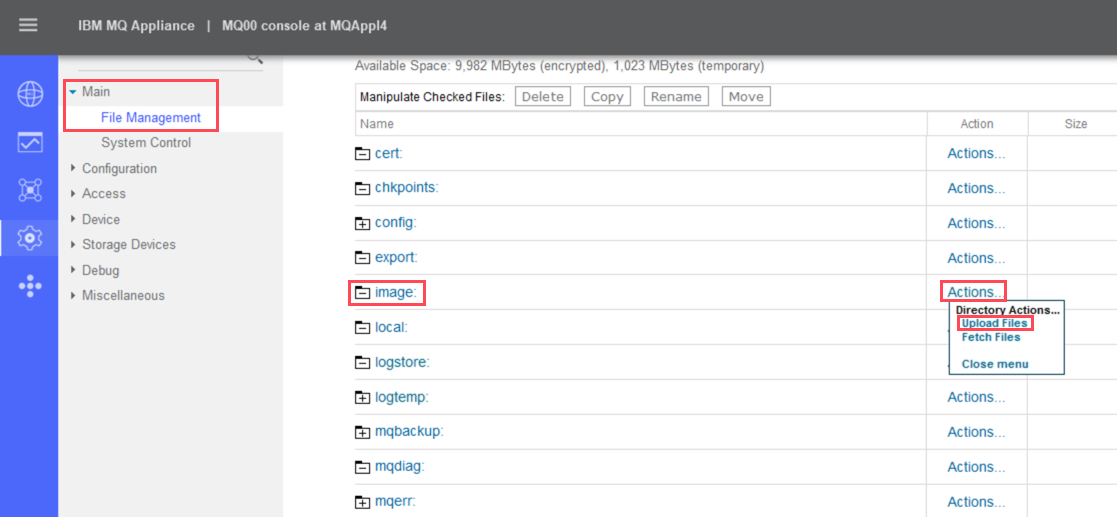 IBM MQ Appliance | MQ00 console at MQAppl4
Main
File Management
System Control
Configuration
Access
Device
Storage Devices
Debug
Miscellaneous
Available Space: 9,982 MBytes (encrypted), 1,023 MBytes (temporary)
Manipulate Checked Files: Delete Copy Rename Move
Name Action Size
cert: Actions...
chkpoints: Actions...
config: Actions...
export: Actions...
image: Actions...
Directory Actions...
Upload Files
Fetch Files
Close menu
local:
logstore:
logtemp: Actions...
mqbackup: Actions...
mqdiag: Actions...
mqerr: Actions...